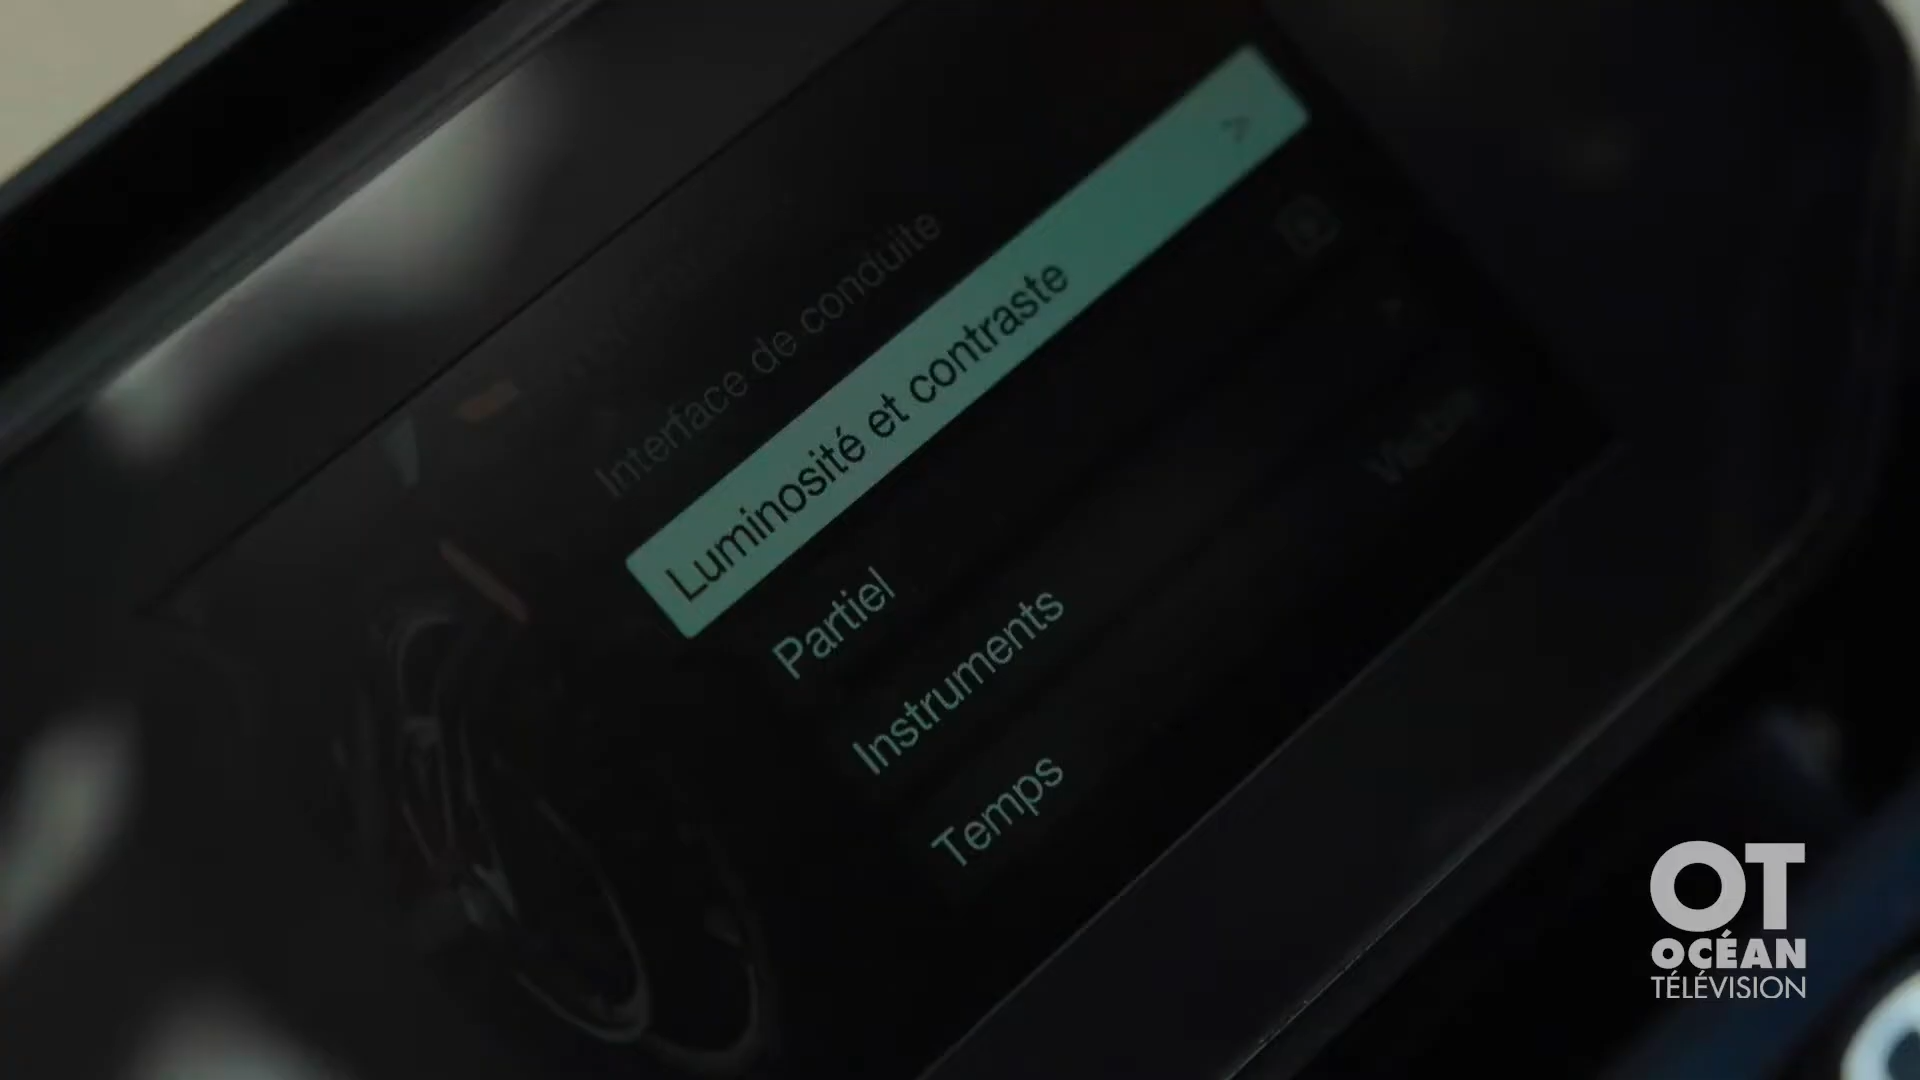 Interface de conduite
Luminosité et contraste
>
Partiel
Instruments
Temps
OT
OCÉAN
TÉLÉVISION